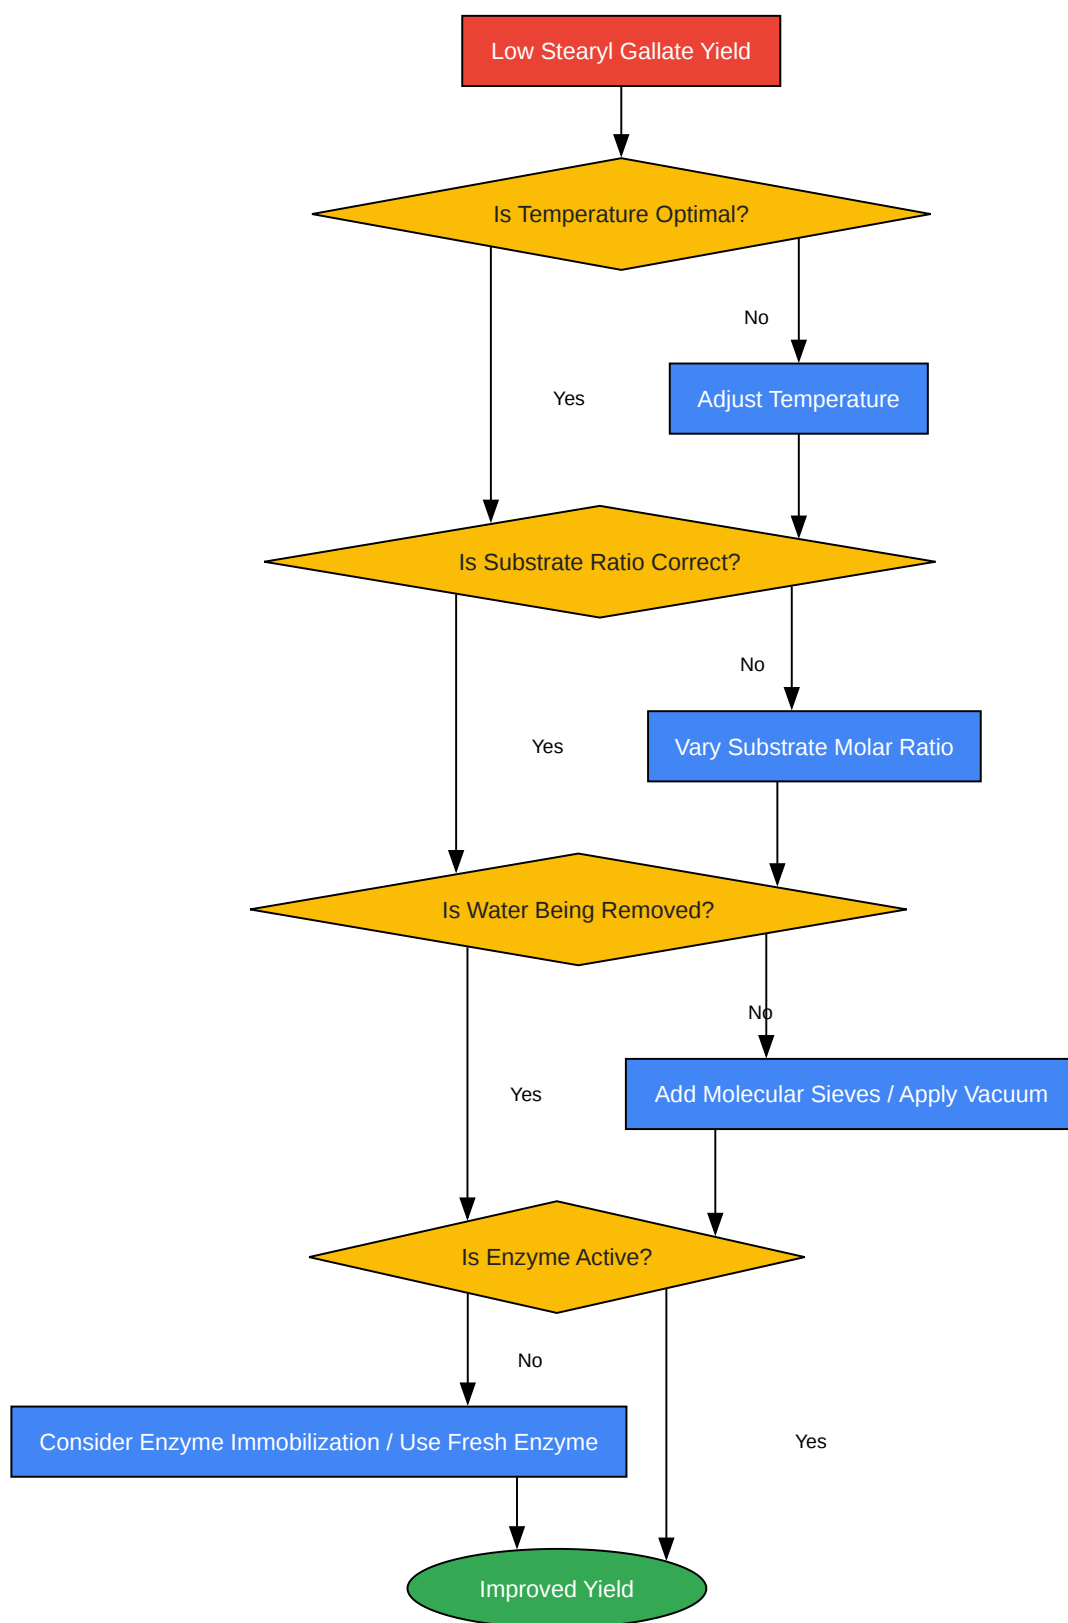 Low Stearyl Gallate Yield
Is Temperature Optimal?
No
Yes
Adjust Temperature
Is Substrate Ratio Correct?
No
Yes
Vary Substrate Molar Ratio
Is Water Being Removed?
No
Yes
Add Molecular Sieves / Apply Vacuum
Is Enzyme Active?
No
Consider Enzyme Immobilization / Use Fresh Enzyme
Yes
Improved Yield